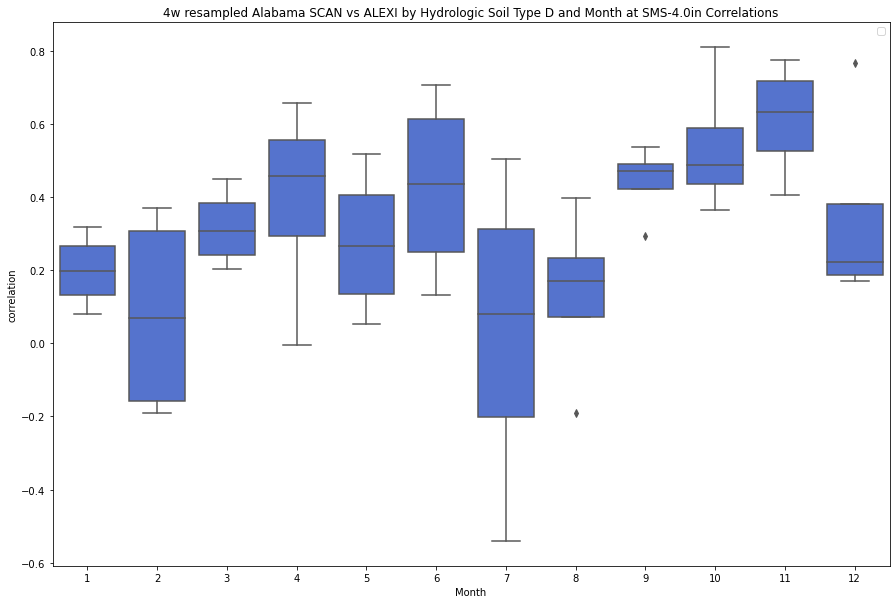 4w resampled Alabama SCAN vs ALEXI by Hydrologic Soil Type D and Month at SMS-4.0in Correlations
0.8
0.6
0.4
0.2
0.0
−0.2
−0.4
−0.6
correlation
1 2 3 4 5 6 7 8 9 10 11 12
Month